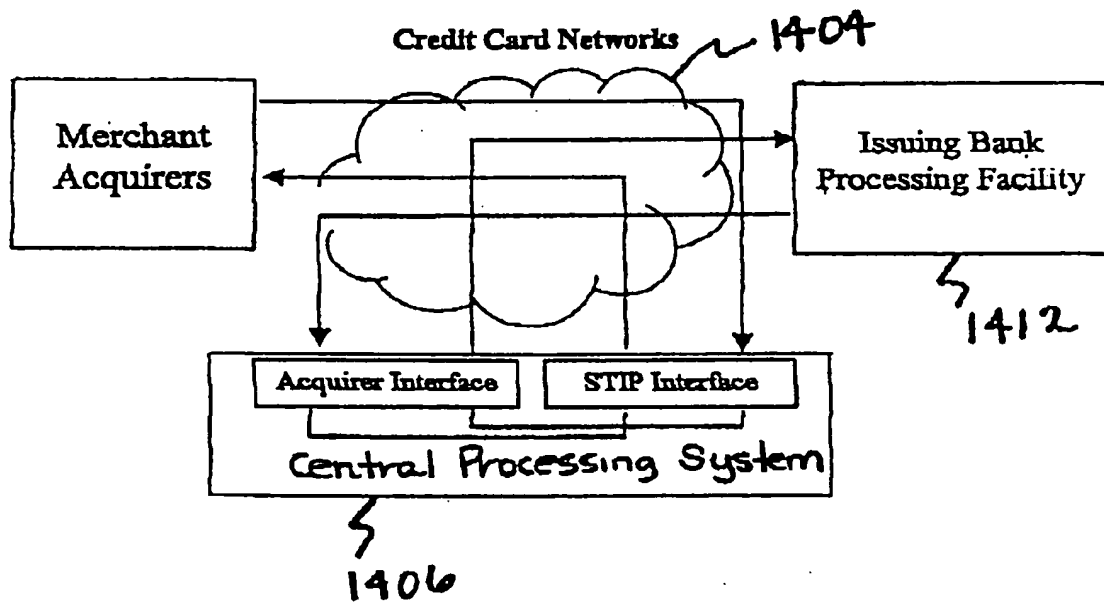 Credit Card Networks
1404
Merchant
Acquirers
Issuing Bank
Processing Facility
1412
Acquirer Interface
STIP Interface
Central Processing System
1406